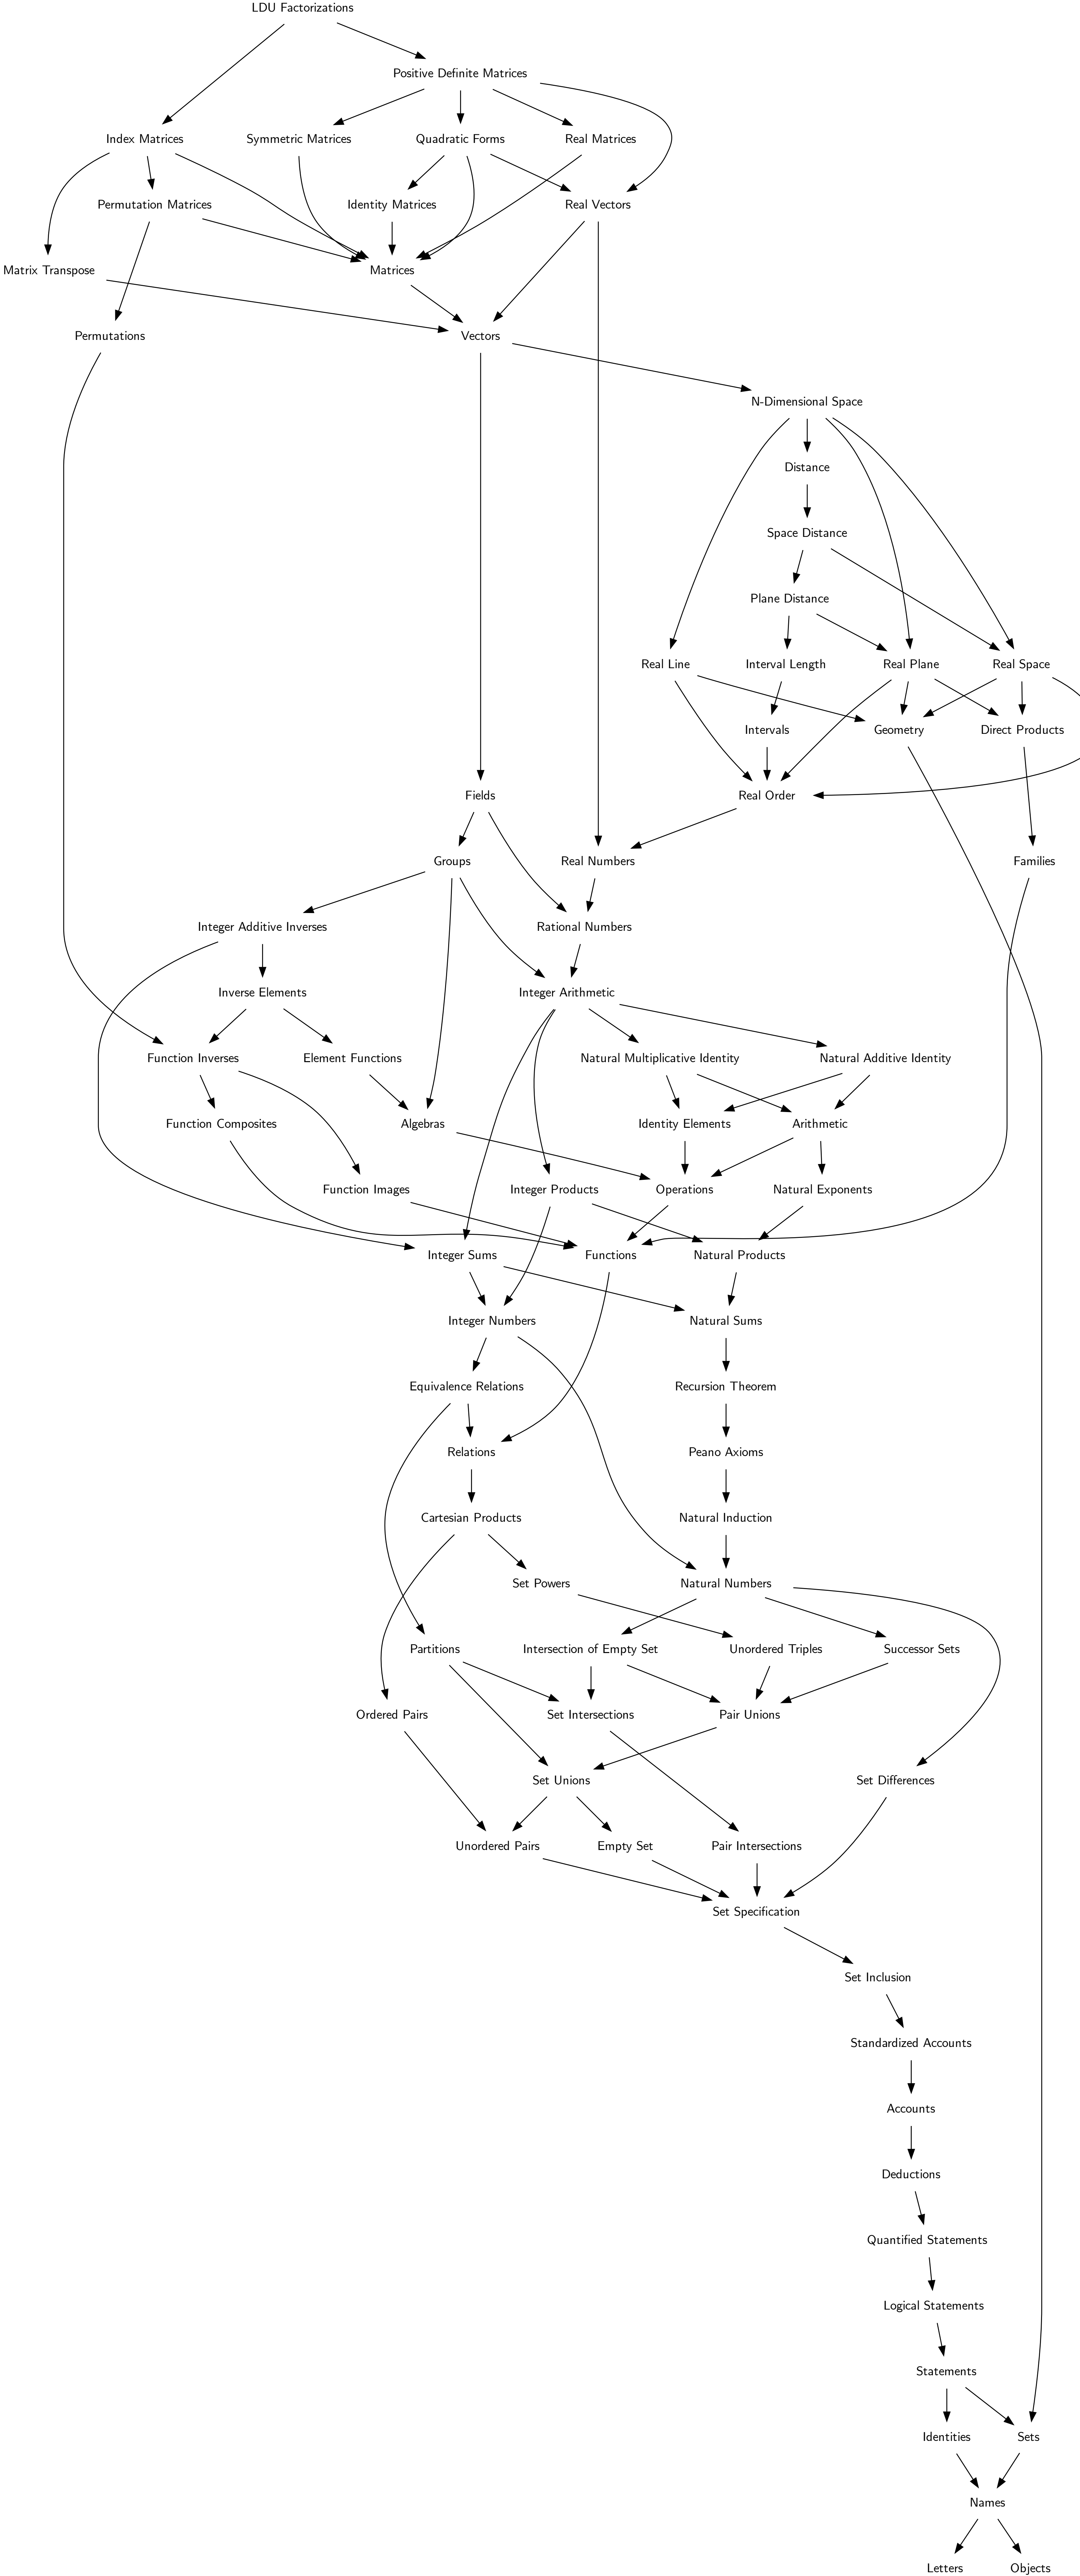 LDU Factorizations
Positive Definite Matrices
Index Matrices
Symmetric Matrices
Quadratic Forms
Real Matrices
Permutation Matrices
Identity Matrices
Real Vectors
Matrix Transpose
Matrices
Permutations
Vectors
N-Dimensional Space
Distance
Space Distance
Plane Distance
Real Line
Interval Length
Real Plane
Real Space
Intervals
Geometry
Direct Products
Fields
Real Order
Groups
Real Numbers
Families
Integer Additive Inverses
Rational Numbers
Inverse Elements
Integer Arithmetic
Function Inverses
Element Functions
Natural Multiplicative Identity
Natural Additive Identity
Function Composites
Algebras
Identity Elements
Arithmetic
Function Images
Integer Products
Operations
Natural Exponents
Integer Sums
Functions
Natural Products
Integer Numbers
Natural Sums
Equivalence Relations
Recursion Theorem
Relations
Peano Axioms
Cartesian Products
Natural Induction
Set Powers
Natural Numbers
Partitions
Intersection of Empty Set
Unordered Triples
Successor Sets
Ordered Pairs
Set Intersections
Pair Unions
Set Unions
Set Differences
Unordered Pairs
Empty Set
Pair Intersections
Set Specification
Set Inclusion
Standardized Accounts
Accounts
Deductions
Quantified Statements
Logical Statements
Statements
Identities
Sets
Names
Letters
Objects